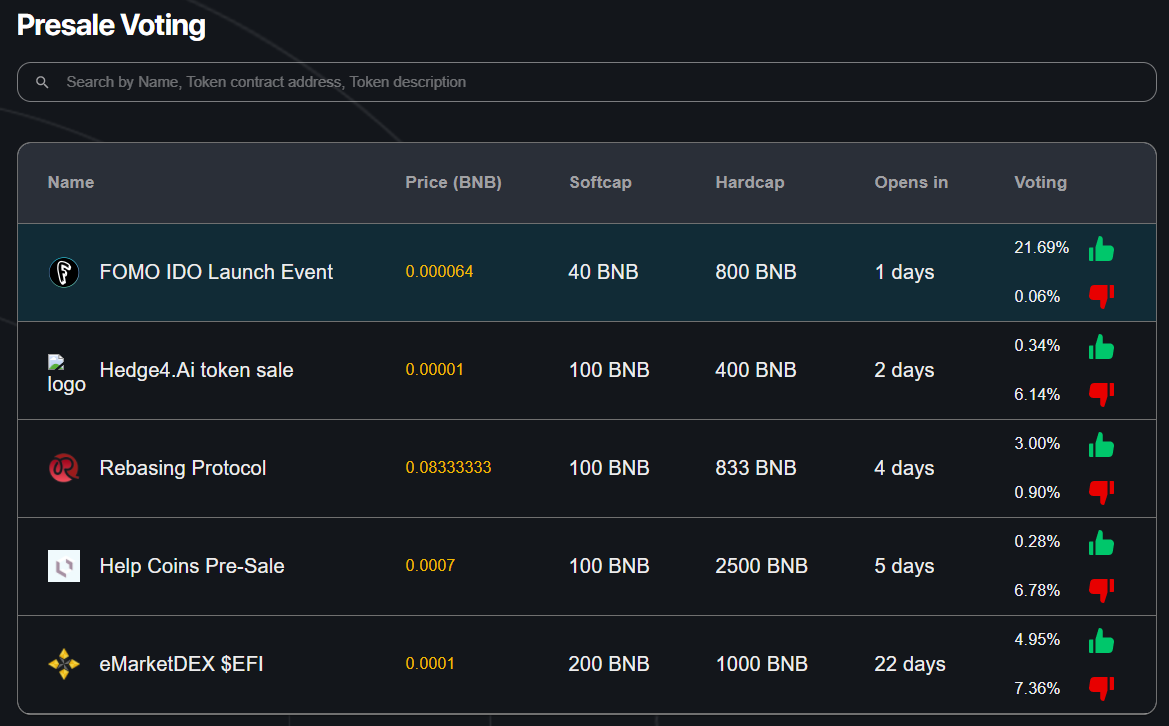 Presale Voting
Search by Name, Token contract address, Token description
Name Price (BNB) Softcap Hardcap Opens in Voting
21.69%
FOMO IDO Launch Event 0.000064 40 BNB 800 BNB 1 days
0.06%
0.34%
Hedge4.Ai token sale 0.00001 100 BNB 400 BNB 2 days
logo
6.14%
3.00%
Rebasing Protocol 0.08333333 100 BNB 833 BNB 4 days
0.90%
0.28%
Help Coins Pre-Sale 0.0007 100 BNB 2500 BNB 5 days
6.78%
4.95%
eMarketDEX $EFI 0.0001 200 BNB 1000 BNB 22 days
7.36%